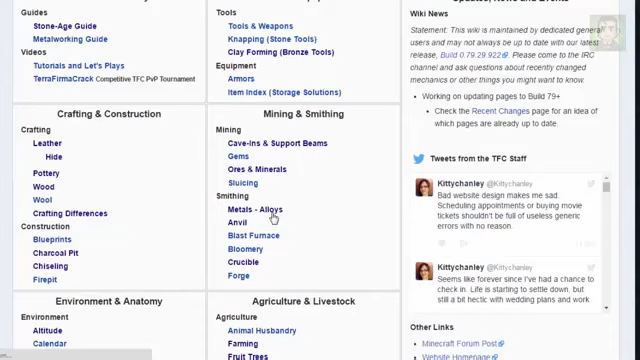 Guides
Stone-Age Guide
Metalworking Guide
Videos
Tutorials and Let's Plays
TerraFirmaCrack Competitive TFC PvP Tournament
Tools
Tools & Weapons
Knapping (Stone Tools)
Clay Forming (Bronze Tools)
Equipment
Armors
Item Index (Storage Solutions)
Crafting & Construction
Crafting
Leather
Hide
Pottery
Wood
Wool
Crafting Differences
Construction
Blueprints
Charcoal Pit
Chiseling
Firepit
Mining & Smithing
Mining
Cave-Ins & Support Beams
Gems
Ores & Minerals
Sluicing
Smithing
Metals - Alloys
Anvil
Blast Furnace
Bloomery
Crucible
Forge
Environment & Anatomy
Environment
Altitude
Calendar
Agriculture & Livestock
Agriculture
Animal Husbandry
Farming
Fruit Trees
Wiki News
Statement: This wiki is maintained by dedicated general
users and may not always be up to date with our latest
release, Build 0.79.29.922. Please come to the IRC
channel and ask questions about recently changed
mechanics or other things you might want to know.
• Working on updating pages to Build 79+
• Check the Recent Changes page for an idea of
which pages are already up to date.
Tweets from the TFC Staff
Kittychanley @Kittychanley
Bad website design makes me sad.
Scheduling appointments or buying movie
tickets shouldn't be full of useless generic
errors with no reason.
Kittychanley @Kittychanley
Seems like forever since I've had a chance to
check in. Life is starting to settle down, but
still a bit hectic with wedding plans and work
Other Links
Minecraft Forum Post
Website Homepage